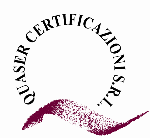 QUASER CERTIFICAZIONI S.R.L.